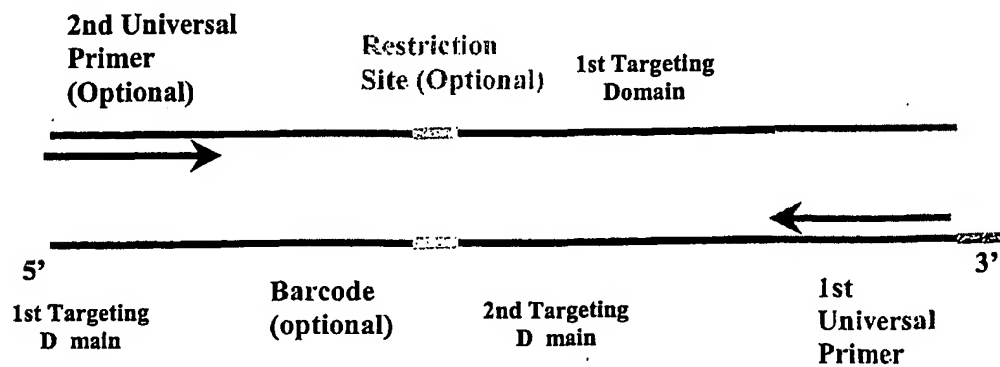 2nd Universal
Primer
(Optional)
Restriction
Site (Optional)
1st Targeting
Domain
5'
3'
1st Targeting
D main
Barcode
(optional)
2nd Targeting
D main
1st
Universal
Primer